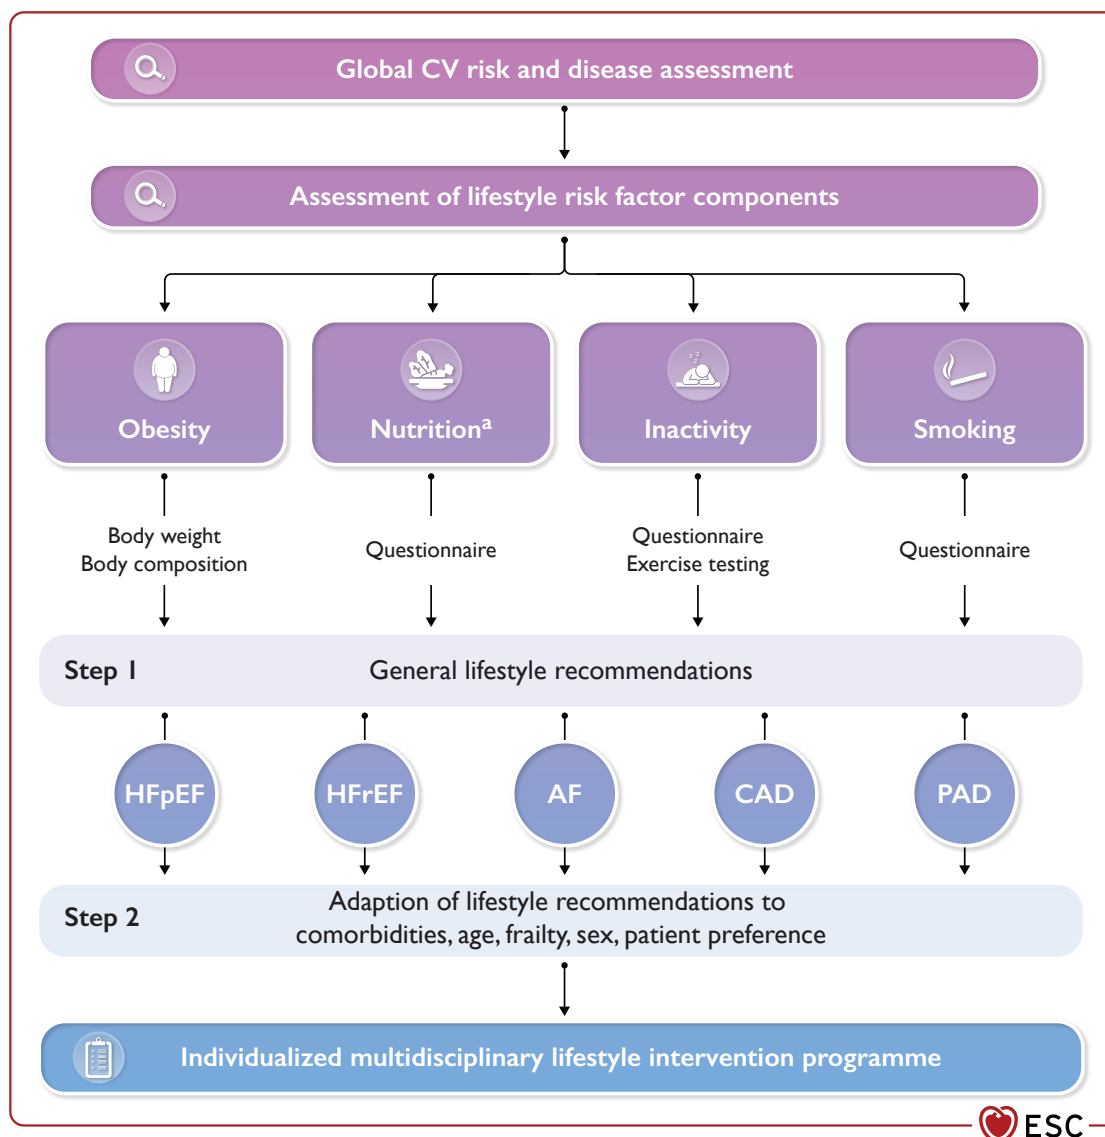 Global CV risk and disease assessment
Assessment of lifestyle risk factor components
z z z
z
z
Obesity
Nutritionᵃ
Inactivity
Smoking
Body weight
Body composition
Questionnaire
Questionnaire
Exercise testing
Questionnaire
Step 1
General lifestyle recommendations
HFpEF
HFrEF
AF
CAD
PAD
Step 2
Adaption of lifestyle recommendations to
comorbidities, age, frailty, sex, patient preference
Individualized multidisciplinary lifestyle intervention programme
ESC